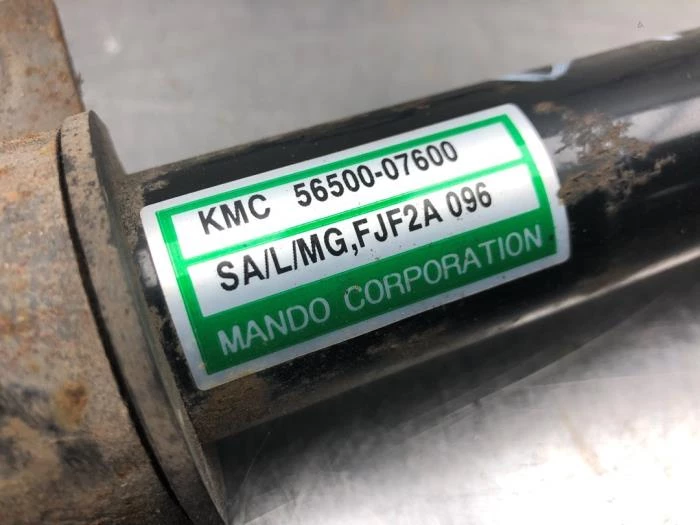 KMC 56500-07600
SA/L/MG,FJF2A 096
MANDO CORPORATION